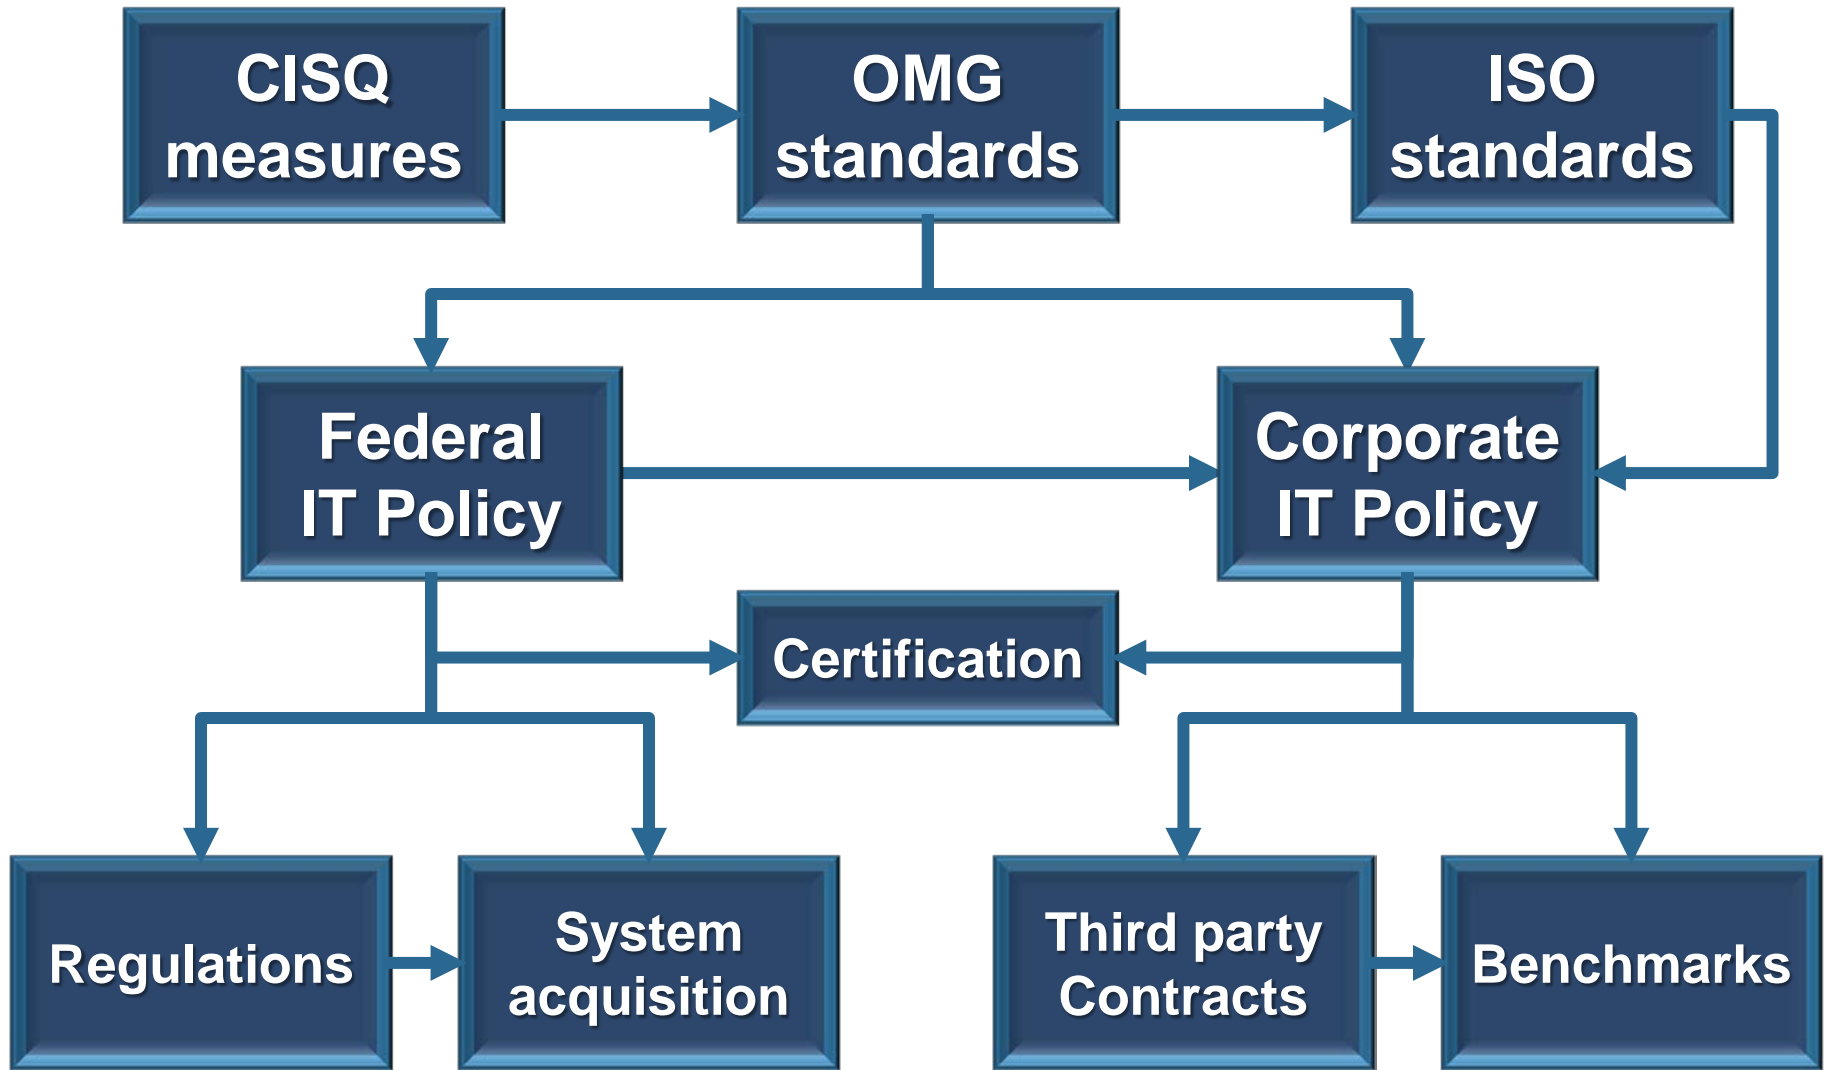 CISQ
measures
OMG
standards
ISO
standards
Federal
IT Policy
Corporate
IT Policy
Certification
Regulations
System
acquisition
Third party
Contracts
Benchmarks